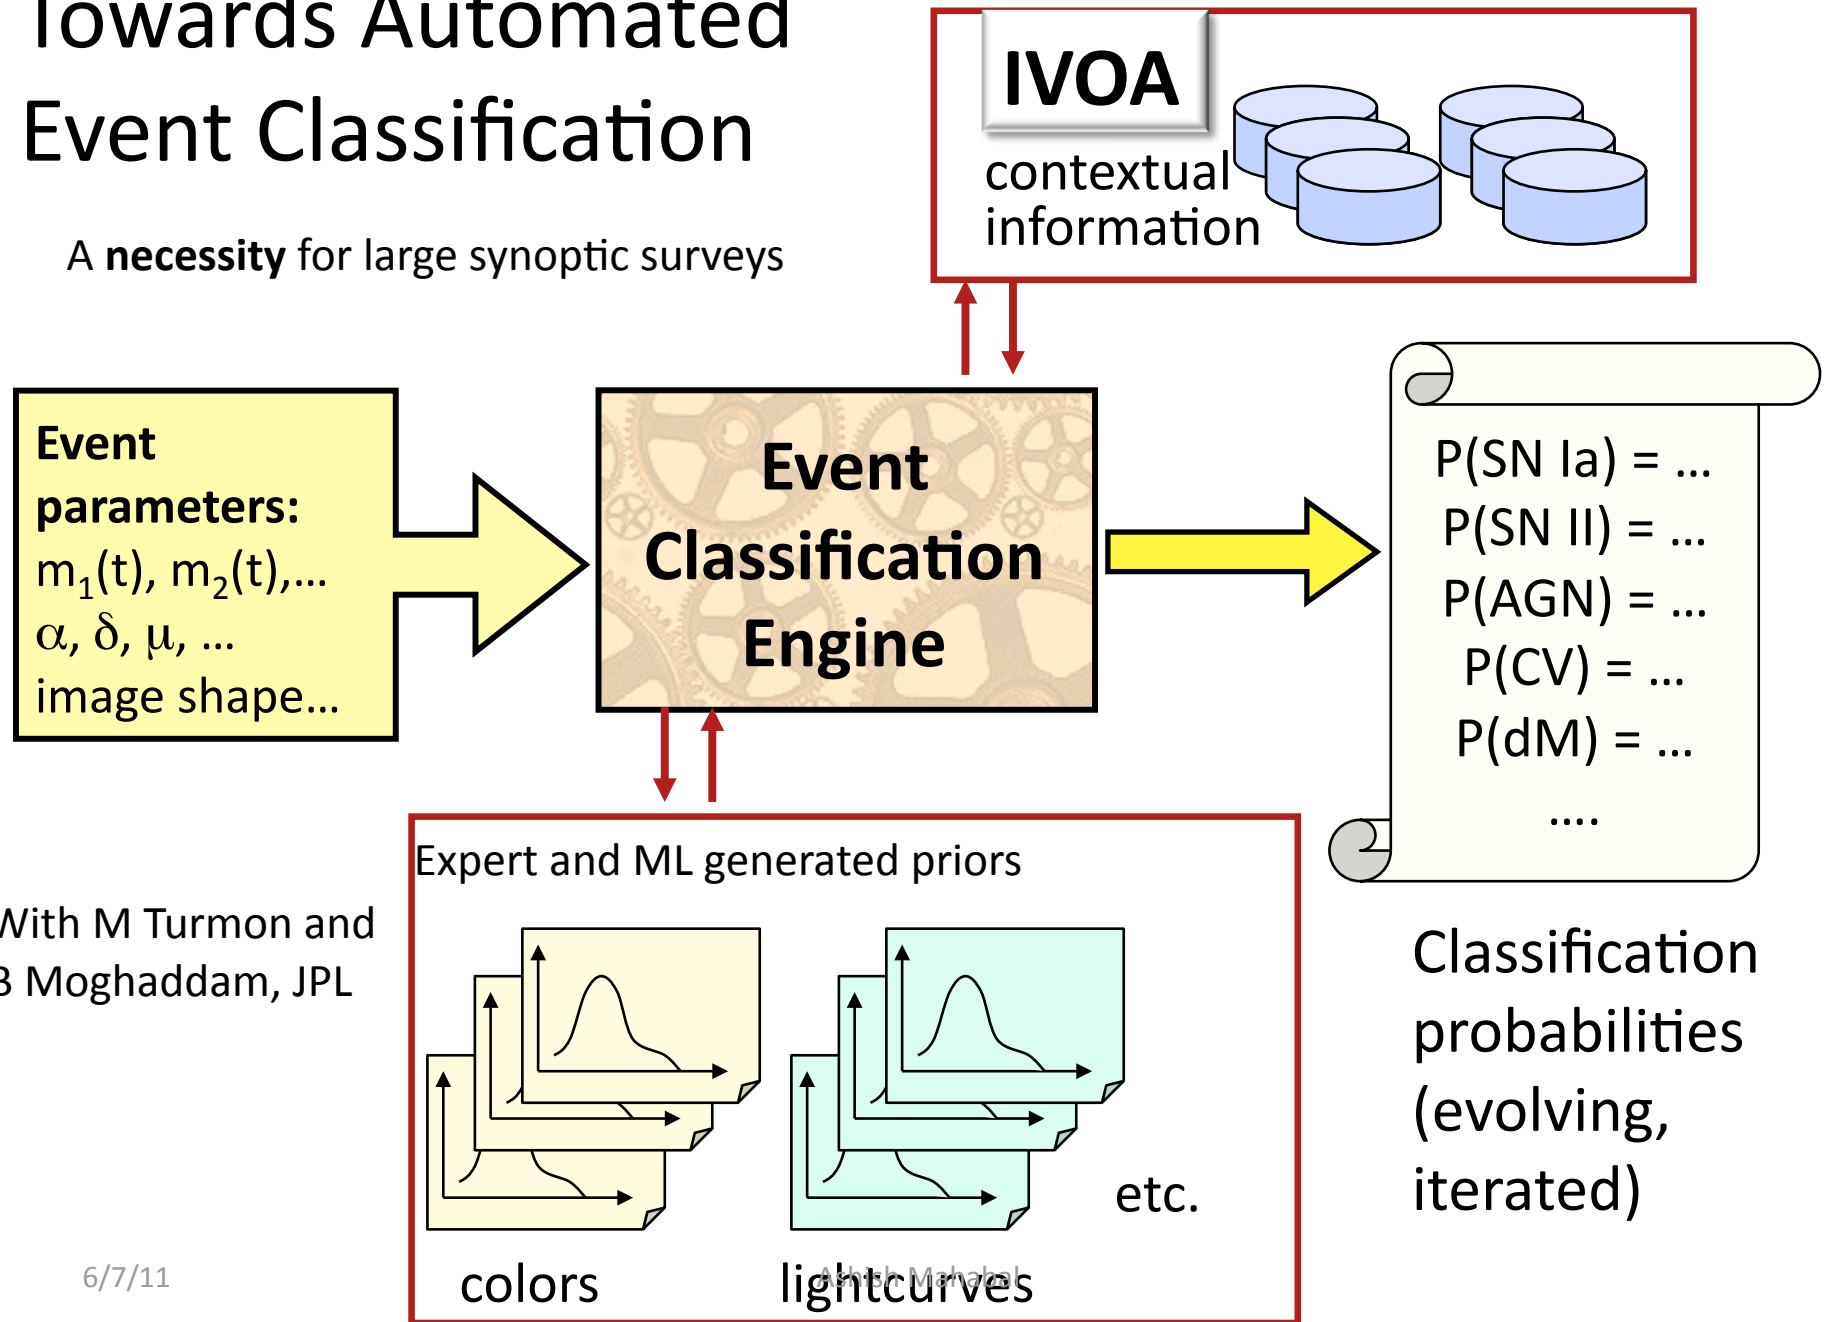 Towards Automated
Event Classification
A necessity for large synoptic surveys
IVOA
contextual
information
Event
parameters:
m₁(t), m₂(t),...
α, δ, μ, ...
image shape...
Event
Classification
Engine
P(SN Ia) = ...
P(SN II) = ...
P(AGN) = ...
P(CV) = ...
P(dM) = ...
....
Classification
probabilities
(evolving,
iterated)
Expert and ML generated priors
colors
lightcurves
etc.
With M Turmon and
B Moghaddam, JPL
6/7/11
Ashish Mahabal